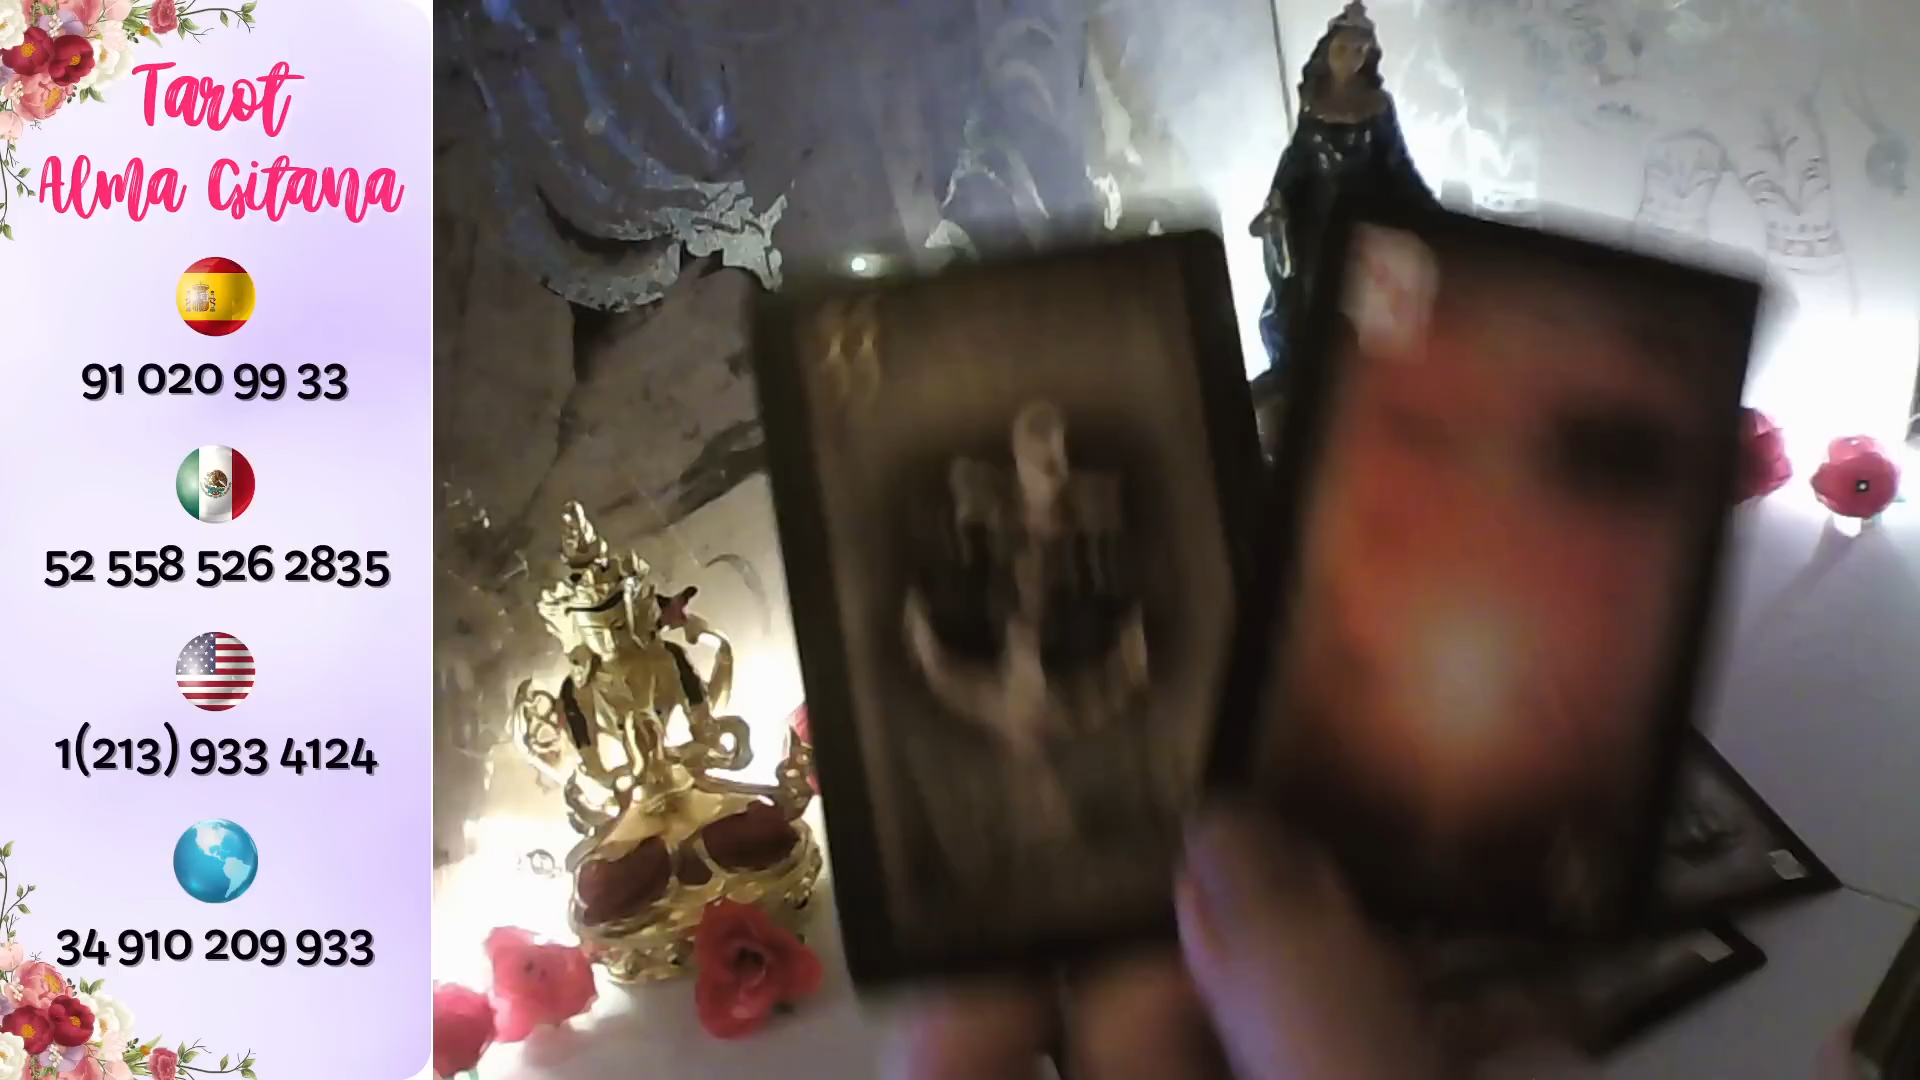 Tarot
Alma Gitana
91 020 99 33
52 558 526 2835
1(213) 933 4124
34 910 209 933